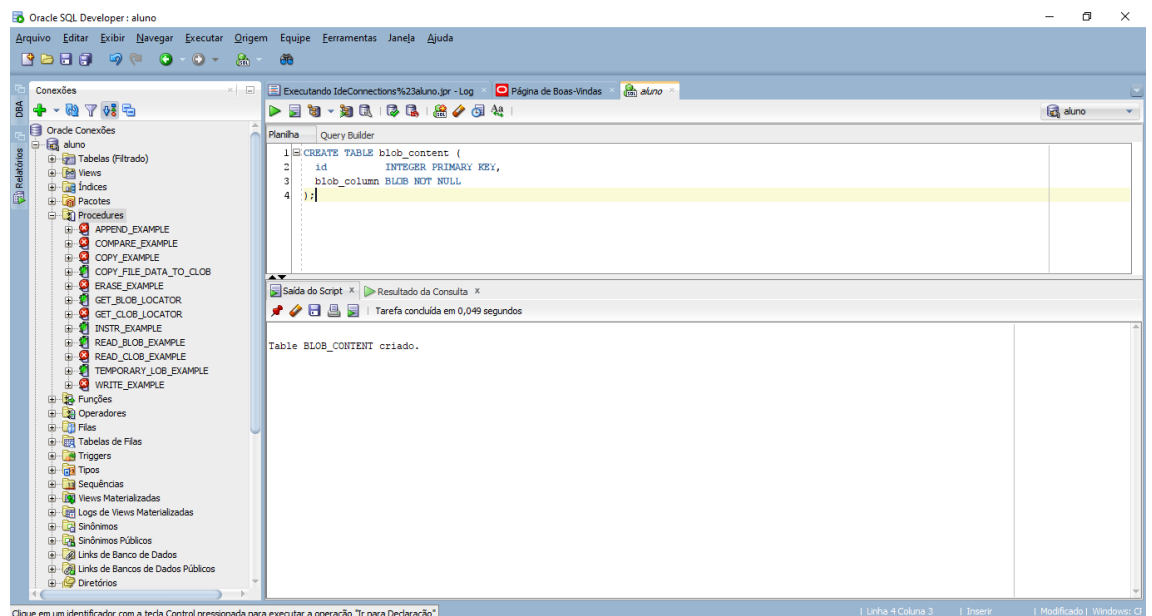 Oracle SQL Developer : aluno
Arquivo Editar Exibir Navegar Executar Origem Equipe Ferramentas Janela Ajuda
Conexões
Executando IdeConnections%23aluno.jpr - Log
Página de Boas-Vindas
aluno
DBA
Relatórios
aluno
Oracle Conexões
aluno
Tabelas (Filtrado)
Views
Índices
Pacotes
Procedures
APPEND_EXAMPLE
COMPARE_EXAMPLE
COPY_EXAMPLE
COPY_FILE_DATA_TO_CLOB
ERASE_EXAMPLE
GET_BLOB_LOCATOR
GET_CLOB_LOCATOR
INSTR_EXAMPLE
READ_BLOB_EXAMPLE
READ_CLOB_EXAMPLE
TEMPORARY_LOB_EXAMPLE
WRITE_EXAMPLE
Funções
Operadores
Filas
Tabelas de Filas
Triggers
Tipos
Sequências
Views Materializadas
Logs de Views Materializadas
Sinônimos
Sinônimos Públicos
Links de Banco de Dados
Links de Bancos de Dados Públicos
Diretórios
Planilha Query Builder
1 CREATE TABLE blob_content (
2 id INTEGER PRIMARY KEY,
3 blob_column BLOB NOT NULL
4 );
Saída do Script x Resultado da Consulta x
Tarefa concluída em 0,049 segundos
Table BLOB_CONTENT criado.
Clique em um identificador com a tecla Control pressionada para executar a operação "Ir para Declaração"
Linha 4 Coluna 3 | Inserir | Modificado | Windows: CF